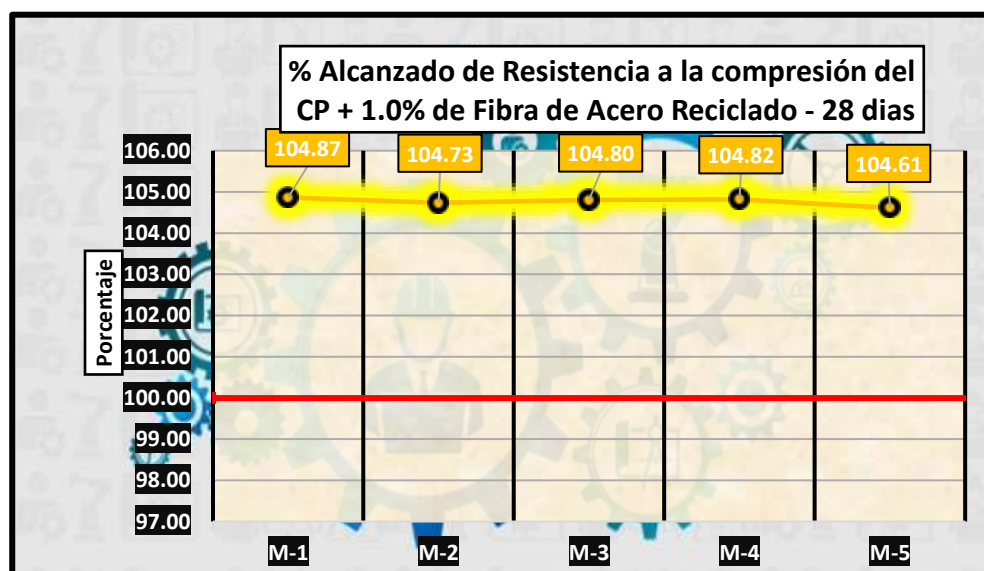 % Alcanzado de Resistencia a la compresión del
CP + 1.0% de Fibra de Acero Reciclado - 28 dias
104.87
104.73
104.80
104.82
104.61
106.00
105.00
104.00
103.00
102.00
101.00
100.00
99.00
98.00
97.00
Porcentaje
M-1
M-2
M-3
M-4
M-5